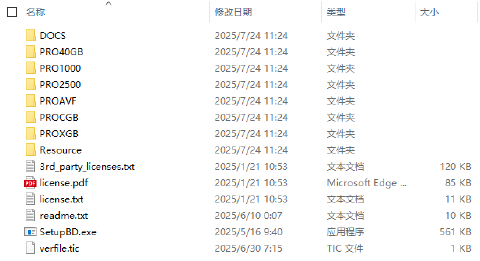 名称 修改日期 类型 大小
DOCS 2025/7/24 11:24 文件夹
PRO40GB 2025/7/24 11:24 文件夹
PRO1000 2025/7/24 11:24 文件夹
PRO2500 2025/7/24 11:24 文件夹
PROAVF 2025/7/24 11:24 文件夹
PROCGB 2025/7/24 11:24 文件夹
PROXGB 2025/7/24 11:24 文件夹
Resource 2025/7/24 11:24 文件夹
3rd_party_licenses.txt 2025/1/21 10:53 文本文档 120 KB
PDF license.pdf 2025/1/21 10:53 Microsoft Edge ... 85 KB
license.txt 2025/1/21 10:53 文本文档 11 KB
readme.txt 2025/6/10 0:07 文本文档 10 KB
SetupBD.exe 2025/5/16 9:40 应用程序 561 KB
verfile.tic 2025/6/30 7:15 TIC 文件 1 KB